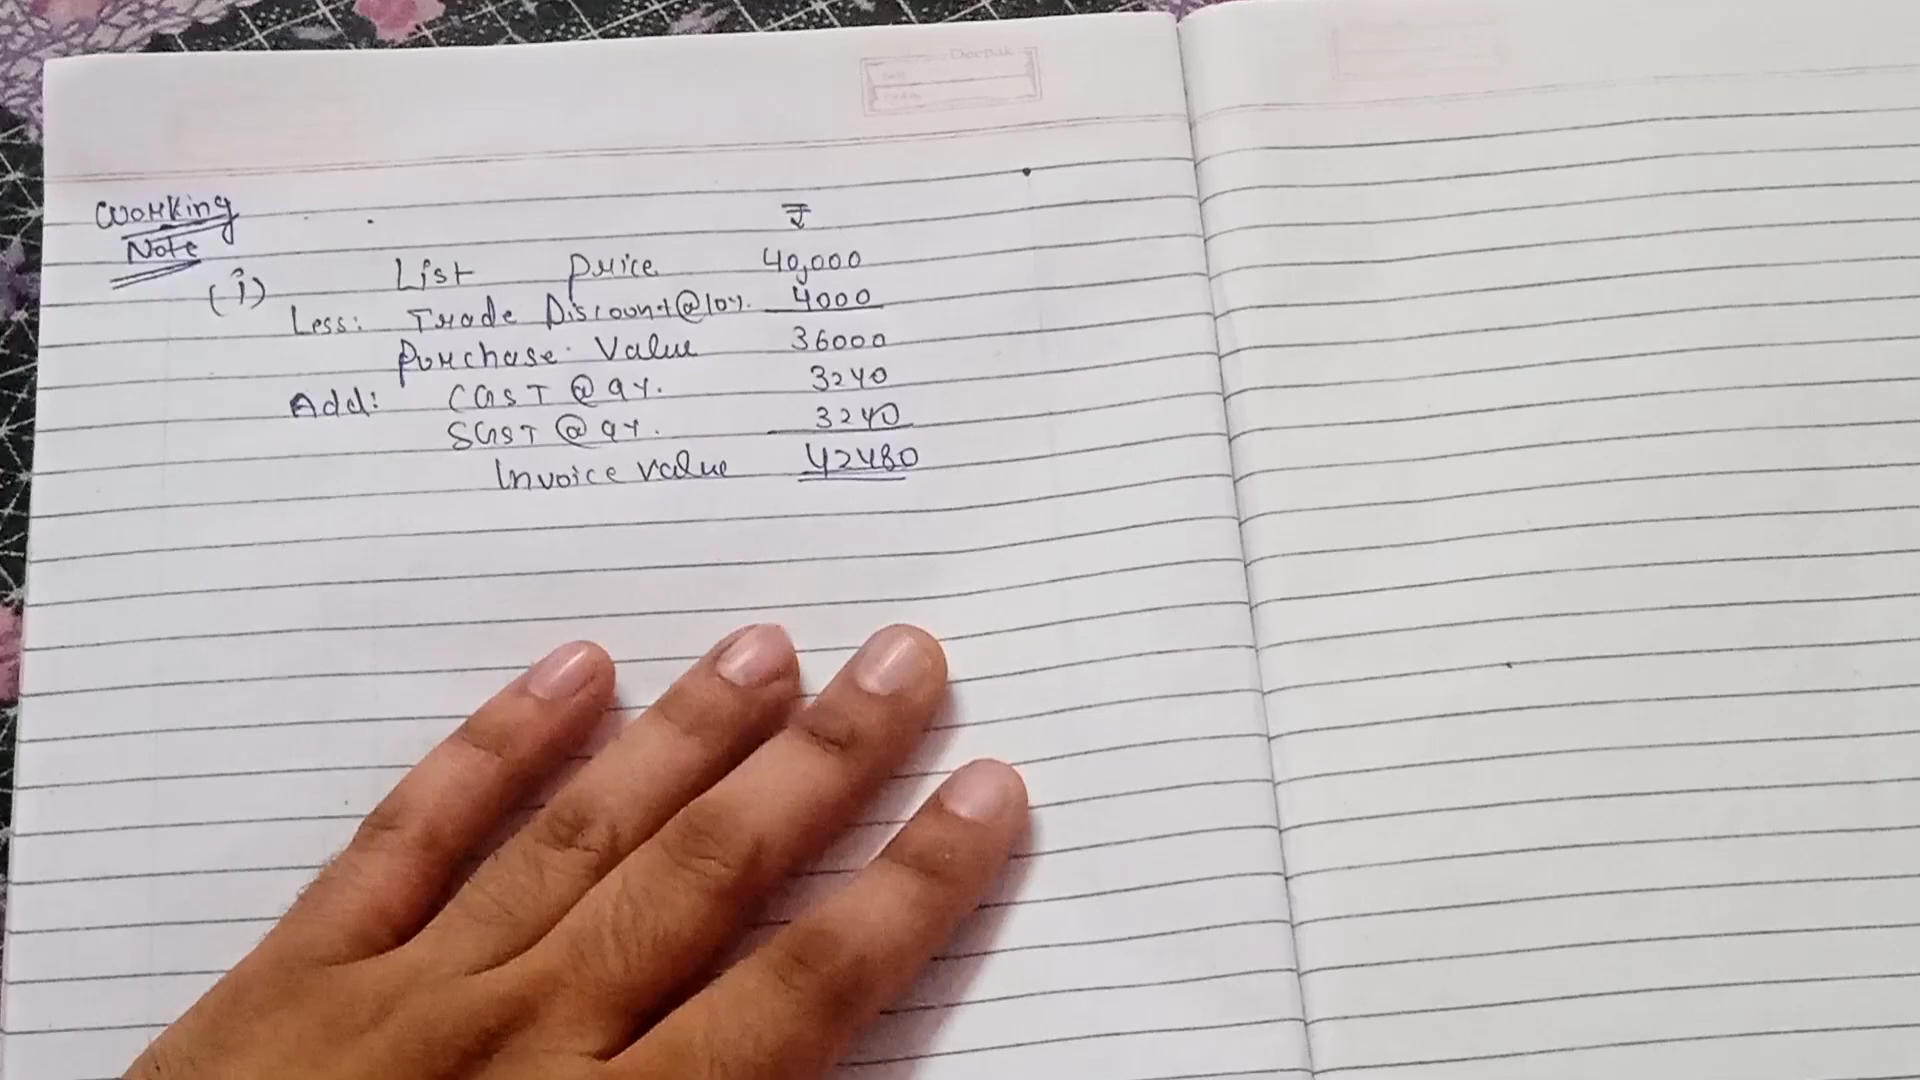 Deepak
Working
Note
₹
(i) List Price 40,000
Less: Trade Discount @10%. 4000
Purchase Value 36000
Add: CGST @ 9%. 3240
SGST @ 9%. 3240
Invoice value 42480